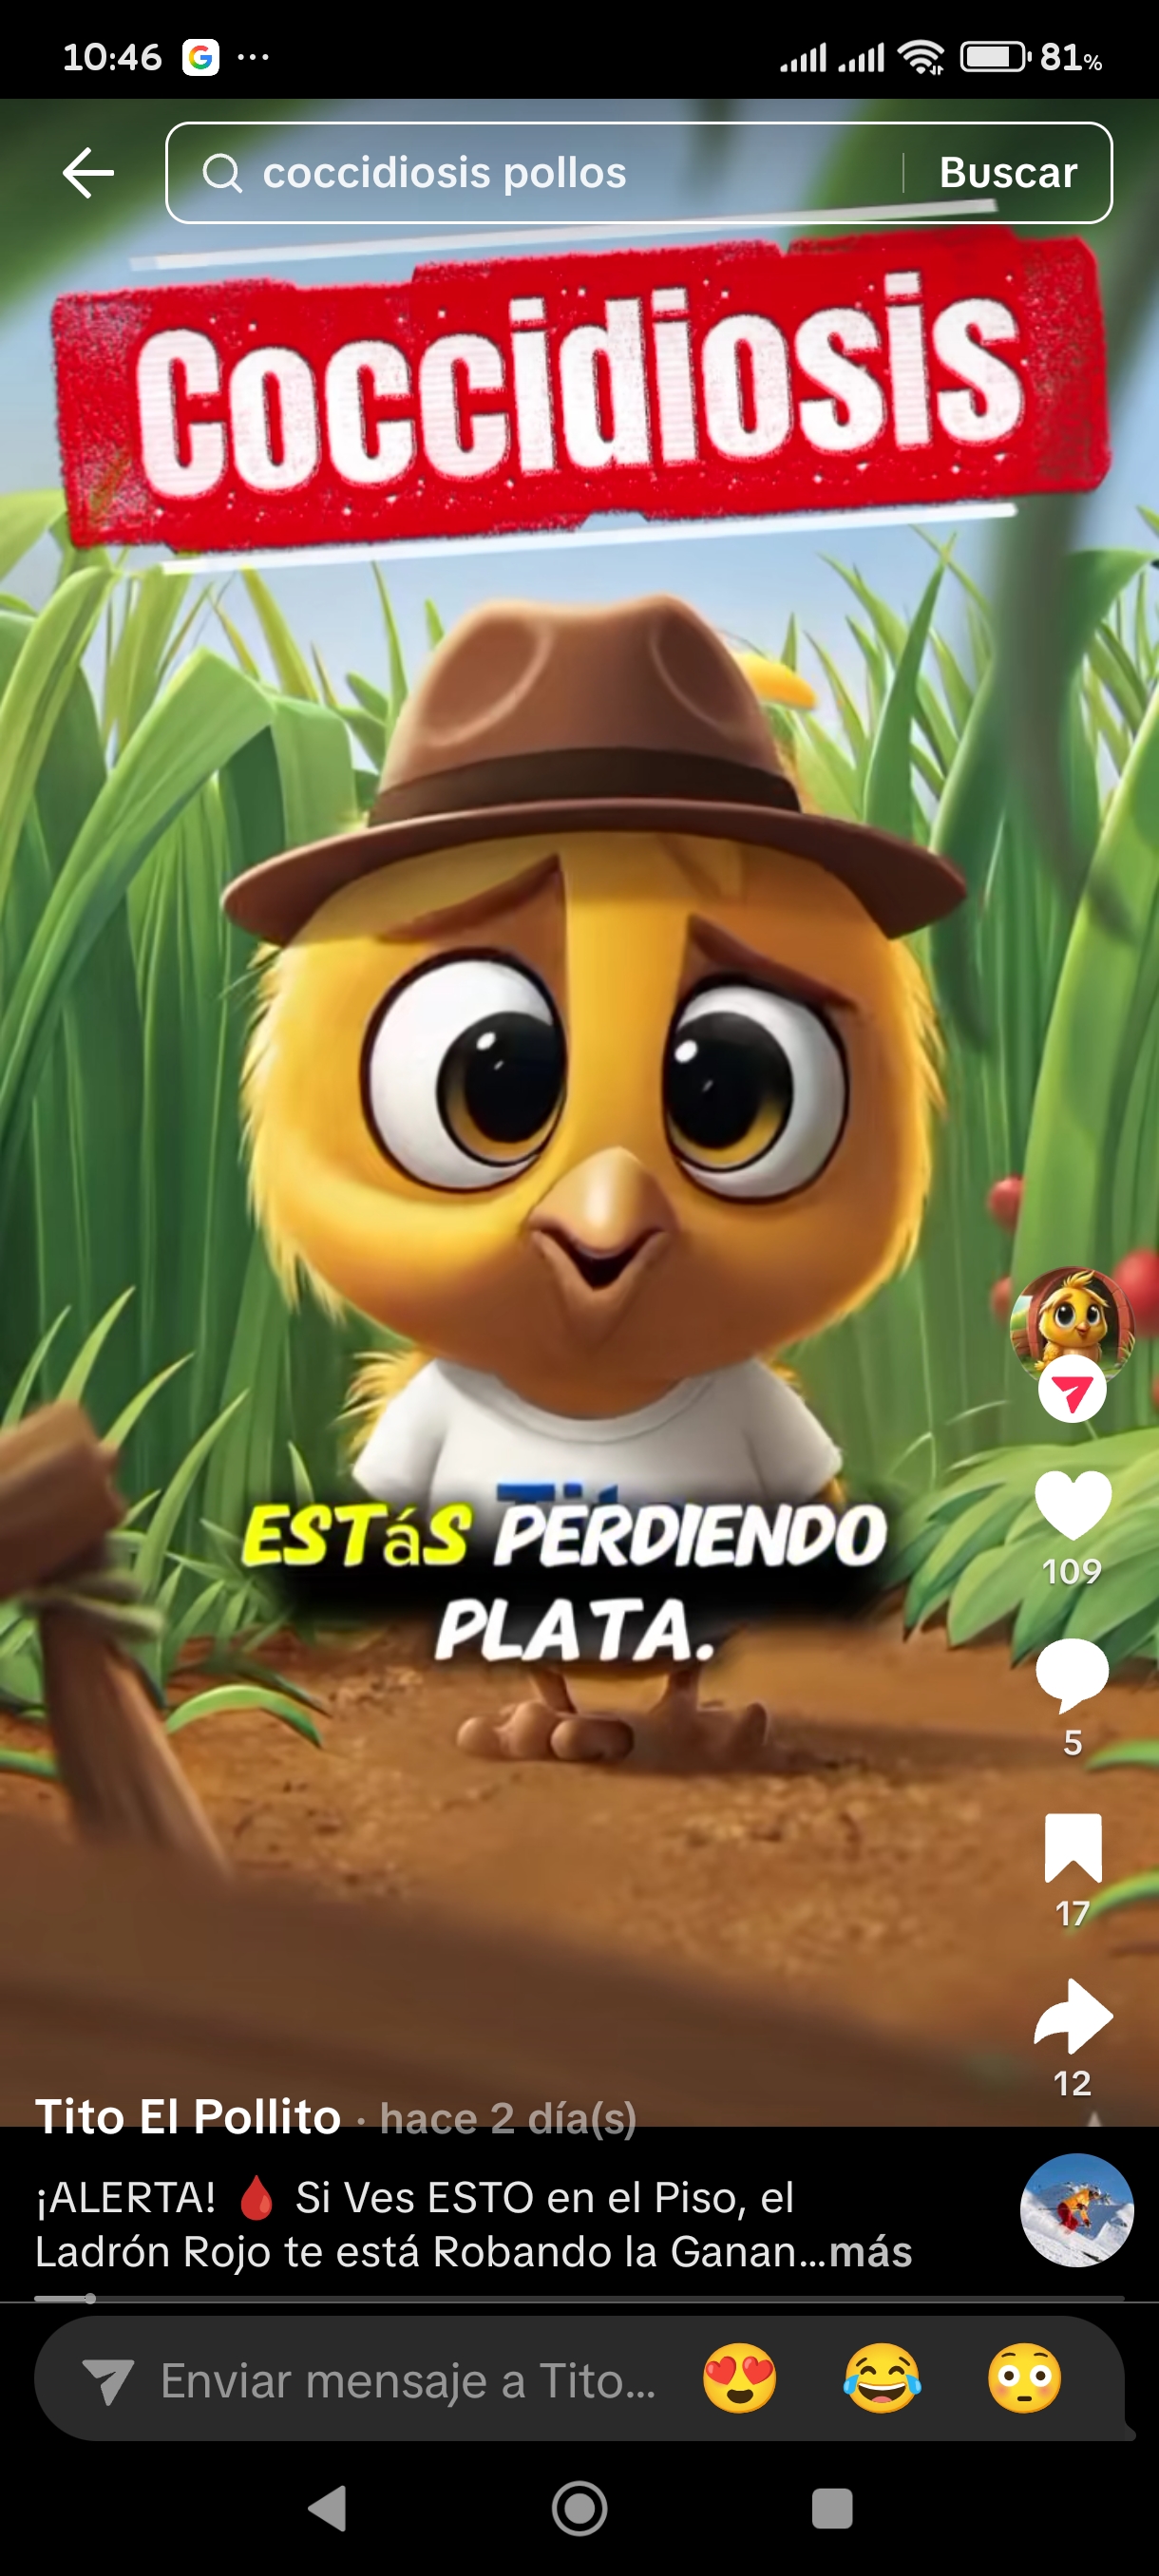 10:46
81%
coccidiosis pollos
Buscar
Coccidiosis
ESTáS PERDIENDO
PLATA.
109
5
17
12
Tito El Pollito · hace 2 día(s)
¡ALERTA! 🩸 Si Ves ESTO en el Piso, el
Ladrón Rojo te está Robando la Ganan...más
Enviar mensaje a Tito...